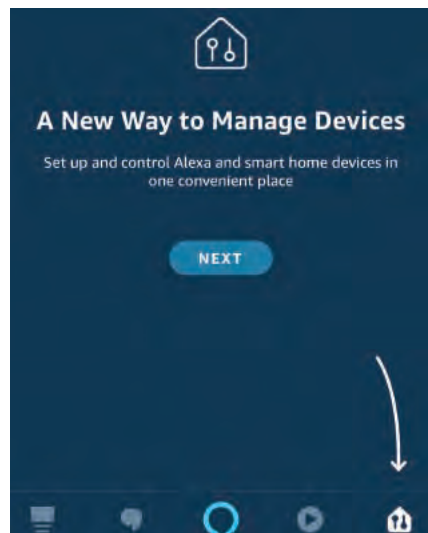 A New Way to Manage Devices
Set up and control Alexa and smart home devices in
one convenient place
NEXT